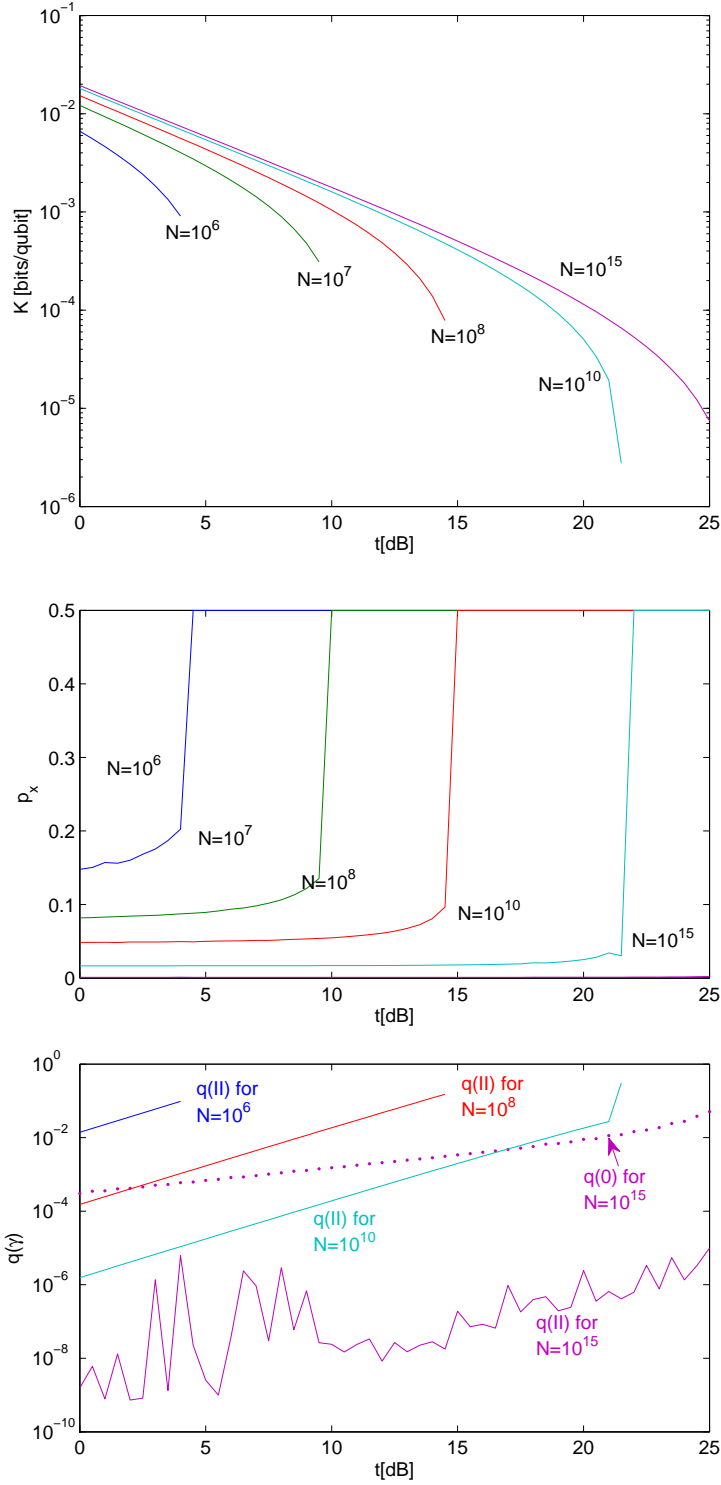 10^-1
10^-2
10^-3
10^-4
10^-5
10^-6
K [bits/qubit]
N=10^6
N=10^7
N=10^8
N=10^10
N=10^15
0 5 10 15 20 25
t[dB]
0.5
0.4
0.3
0.2
0.1
0
p_x
N=10^6
N=10^7
N=10^8
N=10^10
N=10^15
0 5 10 15 20 25
t[dB]
10^0
10^-2
10^-4
10^-6
10^-8
10^-10
q(γ)
q(II) for
N=10^6
q(II) for
N=10^8
q(II) for
N=10^10
q(0) for
N=10^15
q(II) for
N=10^15
0 5 10 15 20 25
t[dB]